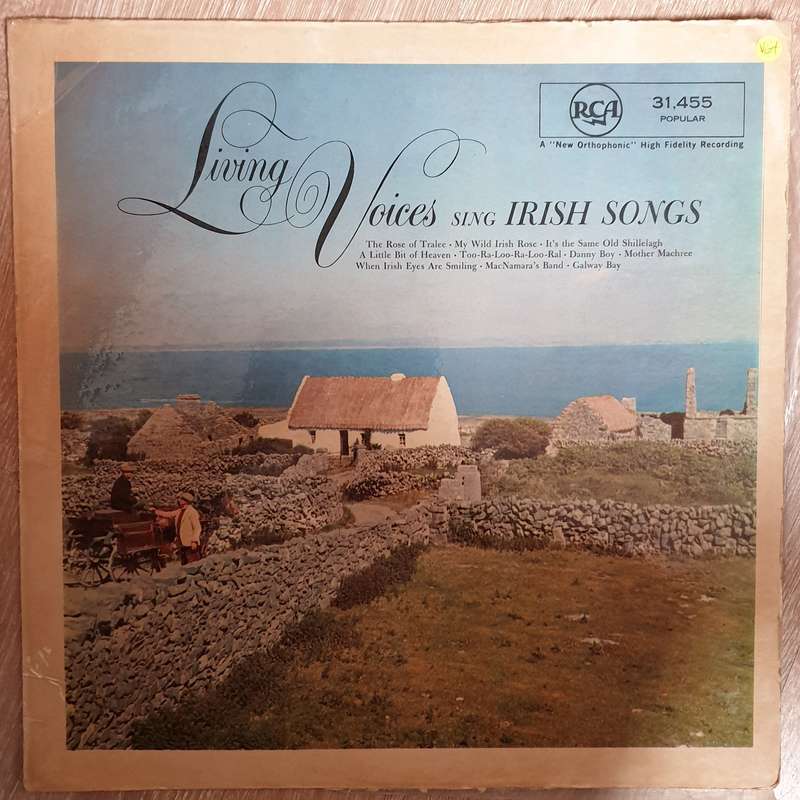 VG+
RCA
31,455
POPULAR
A "New Orthophonic" High Fidelity Recording
Living Voices SING IRISH SONGS
The Rose of Tralee • My Wild Irish Rose • It's the Same Old Shillelagh
A Little Bit of Heaven • Too-Ra-Loo-Ra-Loo-Ral • Danny Boy • Mother Machree
When Irish Eyes Are Smiling • MacNamara's Band • Galway Bay